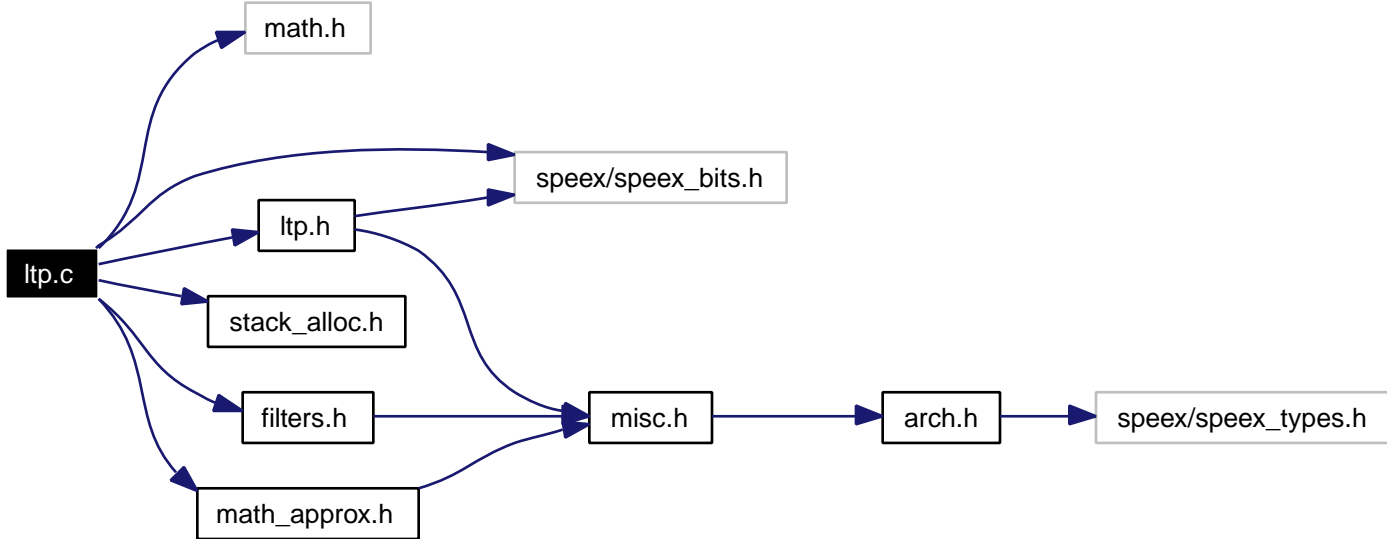 math.h
speex/speex_bits.h
ltp.h
ltp.c
stack_alloc.h
filters.h
misc.h
arch.h
speex/speex_types.h
math_approx.h